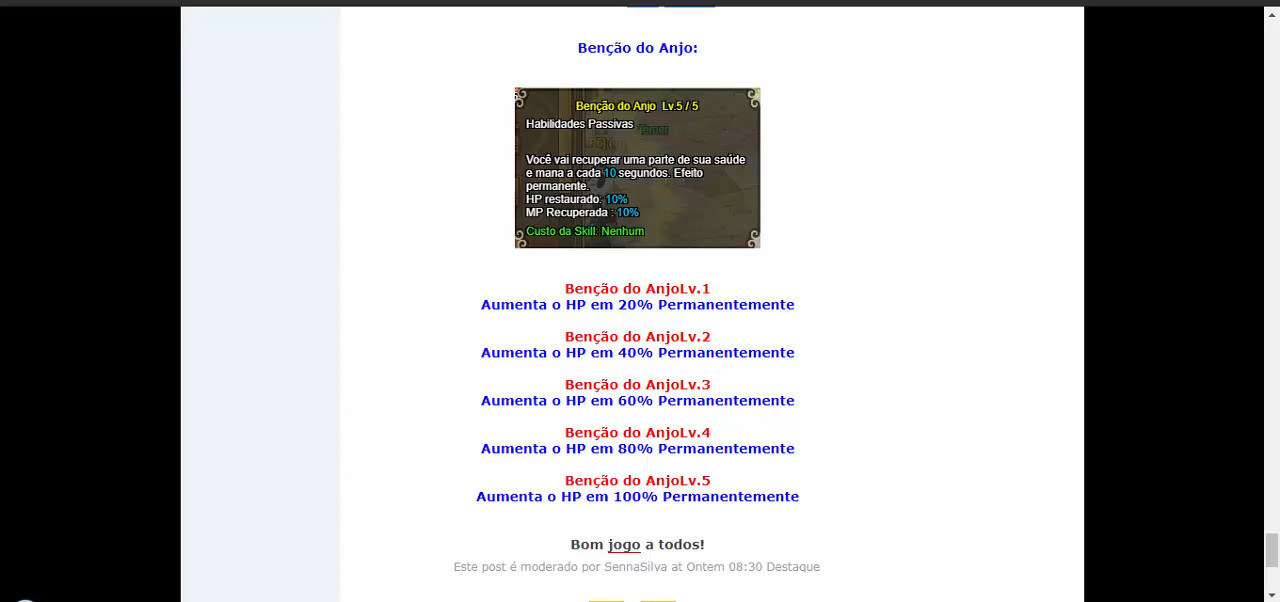 Benção do Anjo:
Benção do Anjo Lv.5 / 5
Habilidades Passivas
Você vai recuperar uma parte de sua saúde
e mana a cada 10 segundos. Efeito
permanente.
HP restaurado: 10%
MP Recuperada : 10%
Custo da Skill: Nenhum
Benção do AnjoLv.1
Aumenta o HP em 20% Permanentemente
Benção do AnjoLv.2
Aumenta o HP em 40% Permanentemente
Benção do AnjoLv.3
Aumenta o HP em 60% Permanentemente
Benção do AnjoLv.4
Aumenta o HP em 80% Permanentemente
Benção do AnjoLv.5
Aumenta o HP em 100% Permanentemente
Bom jogo a todos!
Este post é moderado por SennaSilva at Ontem 08:30 Destaque